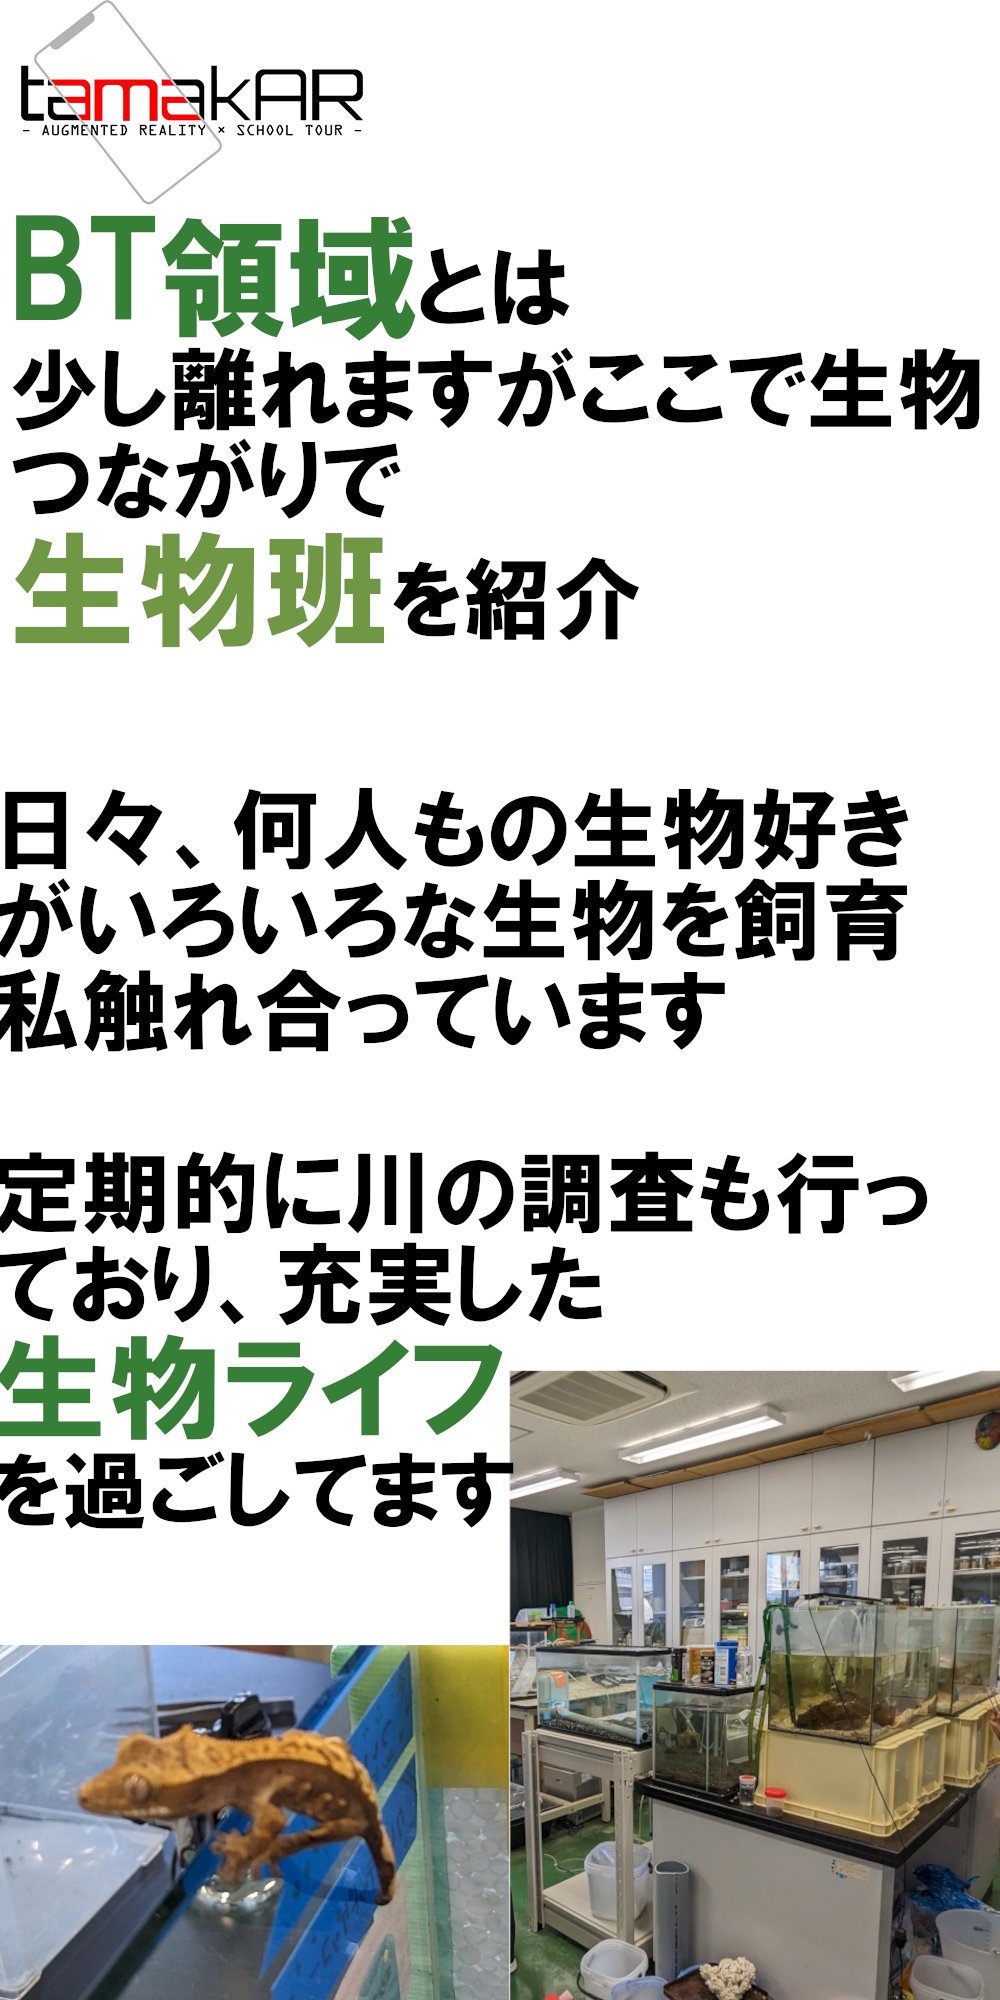 tamakAR
- AUGMENTED REALITY × SCHOOL TOUR -
BT領域とは
少し離れますがここで生物
つながりで
生物班を紹介
日々、何人もの生物好き
がいろいろな生物を飼育
私触れ合っています
定期的に川の調査も行っ
ており、充実した
生物ライフ
を過ごしてます